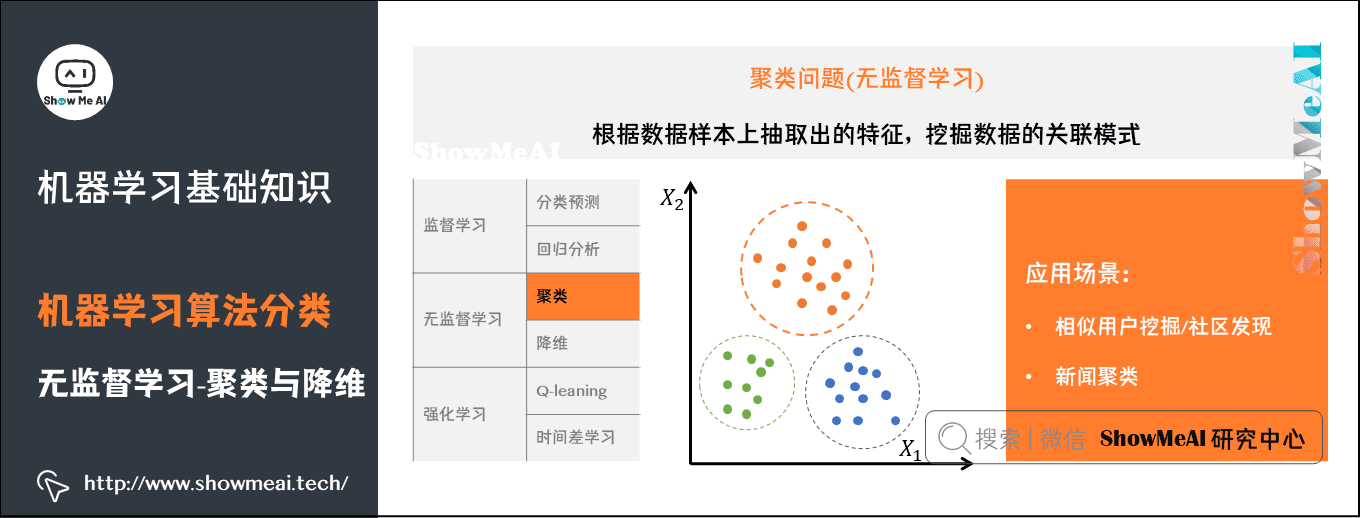 Show Me AI
机器学习基础知识
机器学习算法分类
无监督学习-聚类与降维
http://www.showmeai.tech/
聚类问题(无监督学习)
根据数据样本上抽取出的特征，挖掘数据的关联模式
ShowMeAI
ShowMeAI
监督学习
分类预测
回归分析
无监督学习
聚类
降维
强化学习
Q-leaning
时间差学习
X2
X1
应用场景：
• 相似用户挖掘/社区发现
• 新闻聚类
搜索 | 微信 ShowMeAI 研究中心